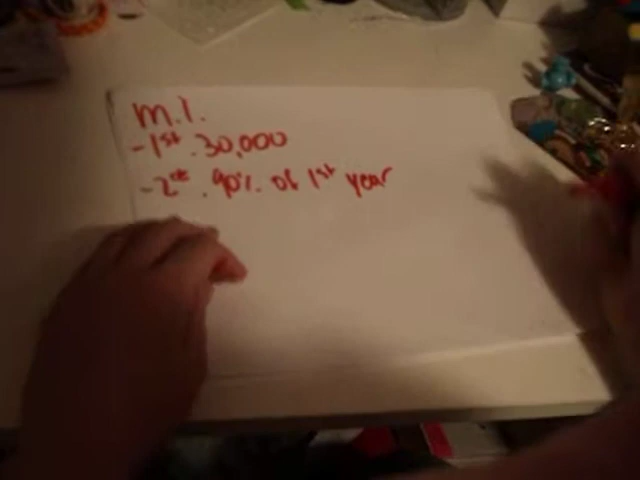 M.I.
-1st. 30,000
-2nd. 90% of 1st year